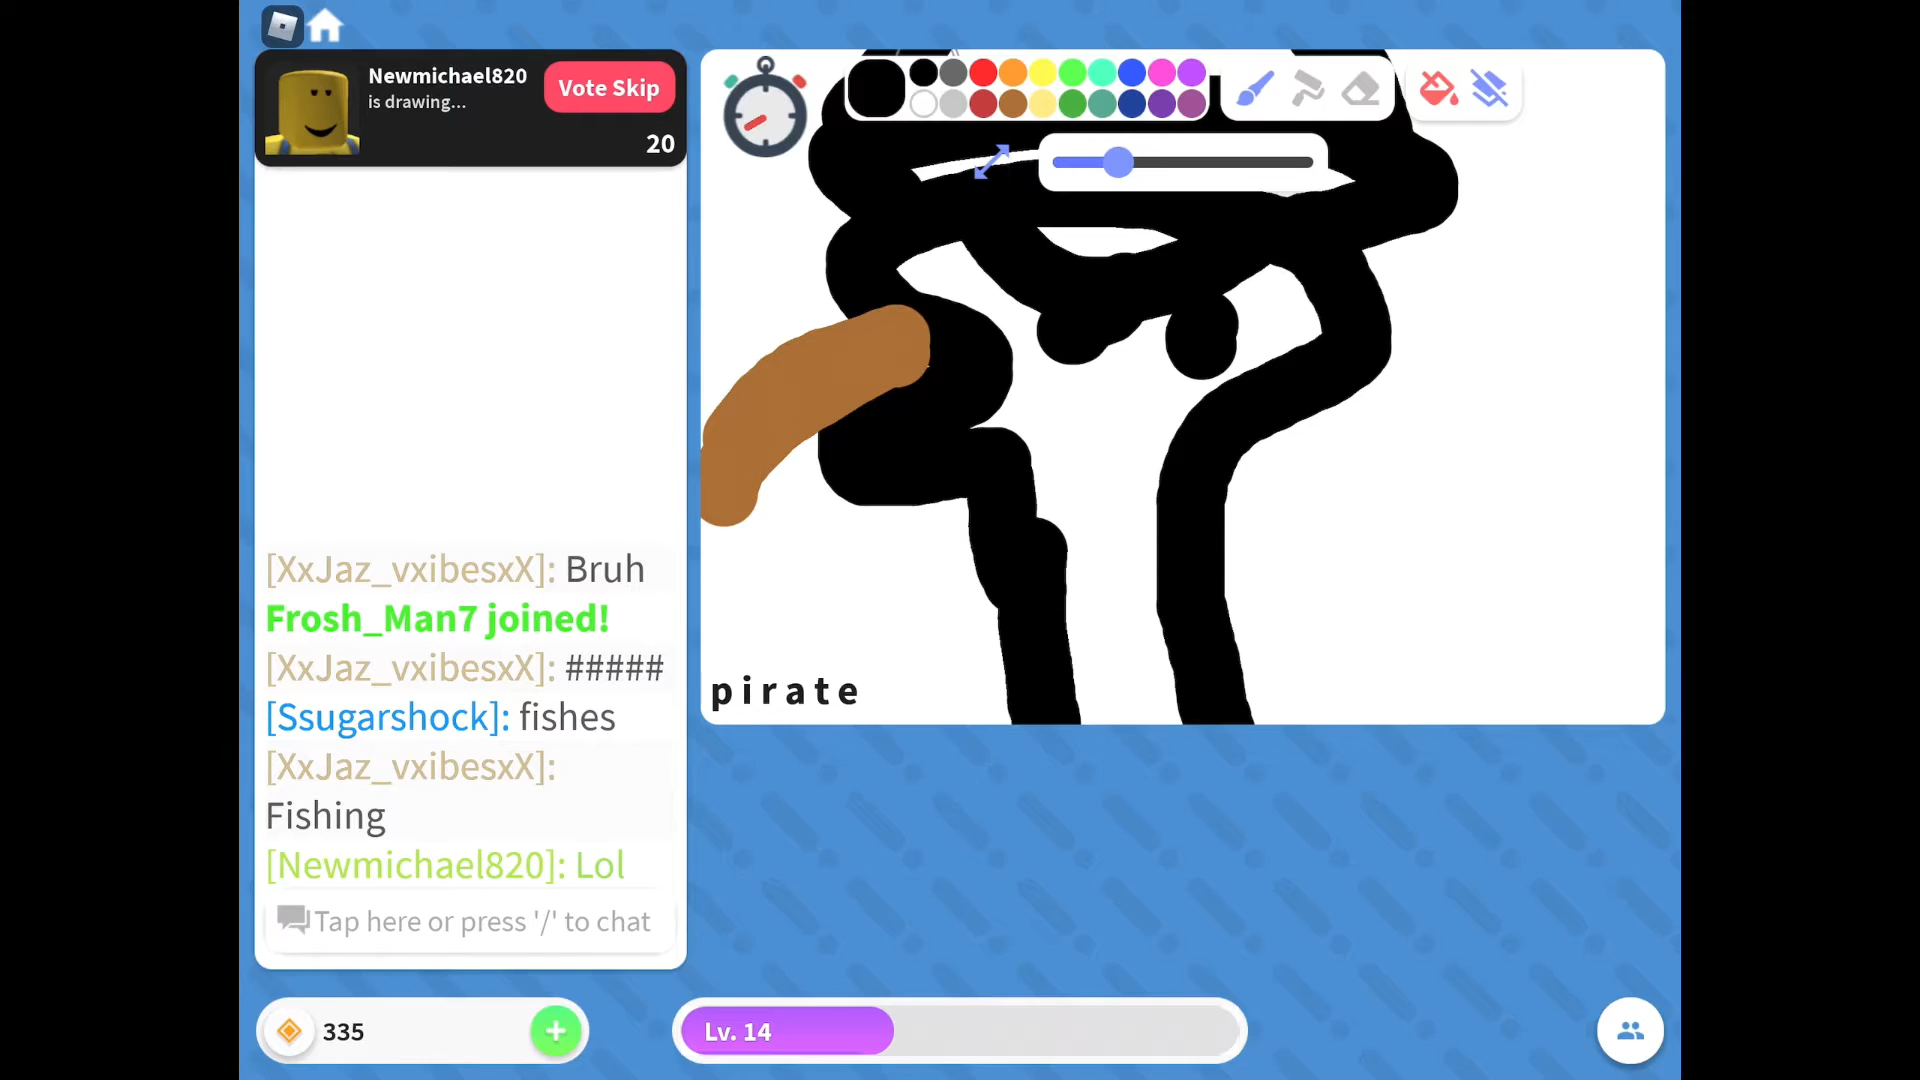 Newmichael820
is drawing...
Vote Skip
20
[XxJaz_vxibesxX]: Bruh
Frosh_Man7 joined!
[XxJaz_vxibesxX]: #####
[Ssugarshock]: fishes
[XxJaz_vxibesxX]:
Fishing
[Newmichael820]: Lol
Tap here or press '/' to chat
pirate
335
Lv. 14